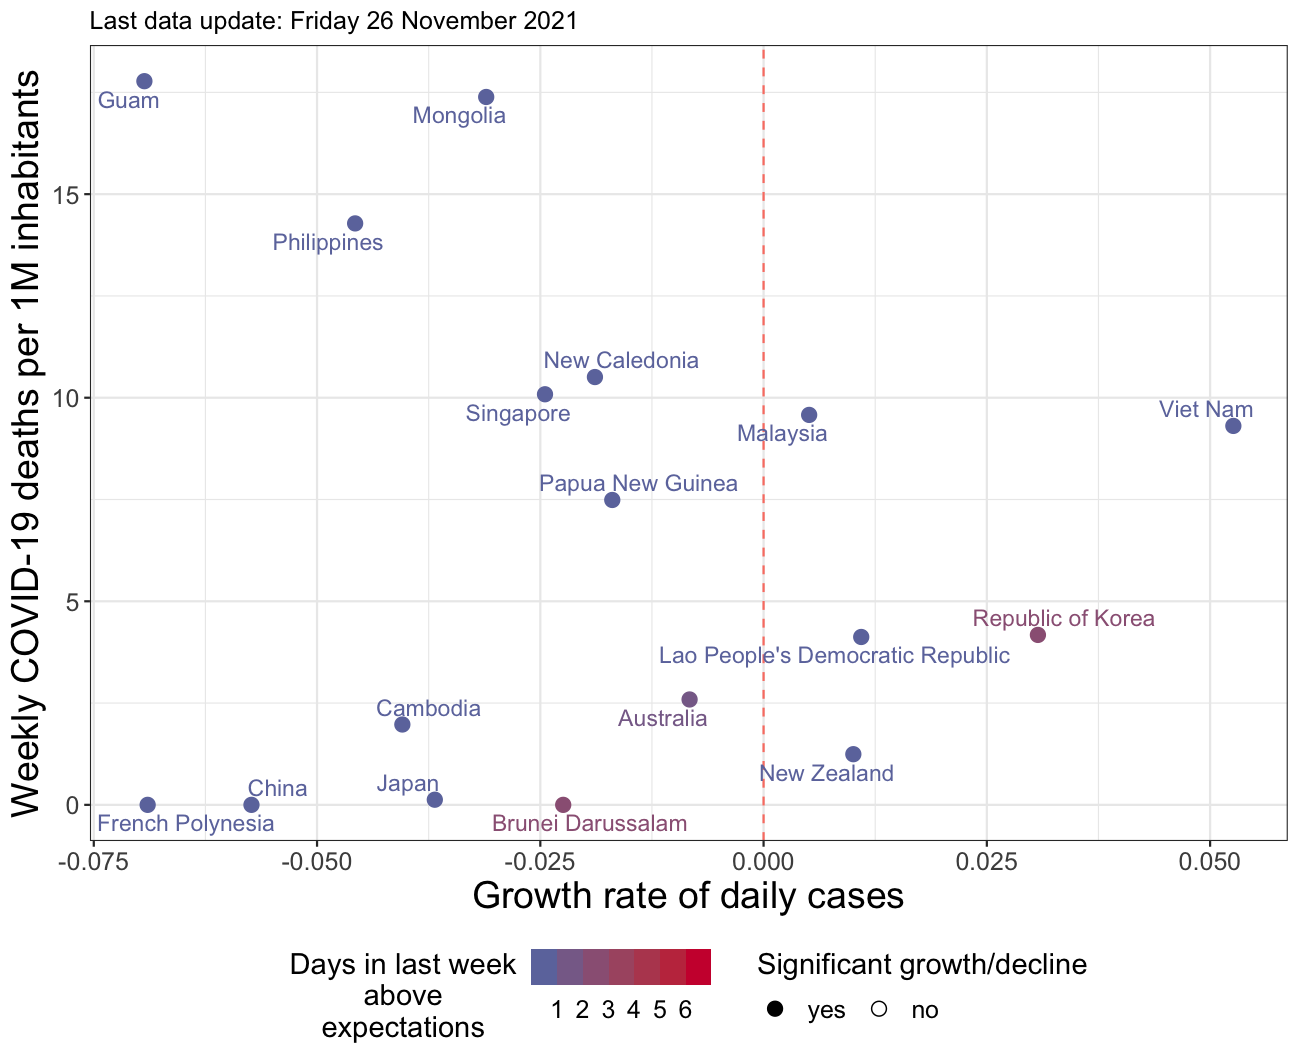 Last data update: Friday 26 November 2021
Weekly COVID-19 deaths per 1M inhabitants
Guam
Mongolia
15
Philippines
New Caledonia
10
Singapore
Viet Nam
Malaysia
Papua New Guinea
5
Republic of Korea
Lao People's Democratic Republic
Cambodia
Australia
New Zealand
Japan
China
0
French Polynesia
Brunei Darussalam
-0.075 -0.050 -0.025 0.000 0.025 0.050
Growth rate of daily cases
Days in last week
above
expectations
1 2 3 4 5 6
Significant growth/decline
yes no